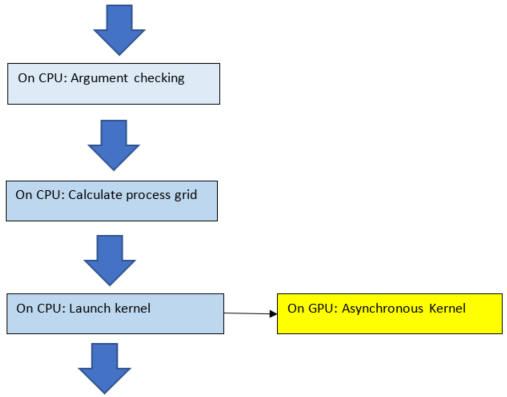 On CPU: Argument checking
On CPU: Calculate process grid
On CPU: Launch kernel
On GPU: Asynchronous Kernel